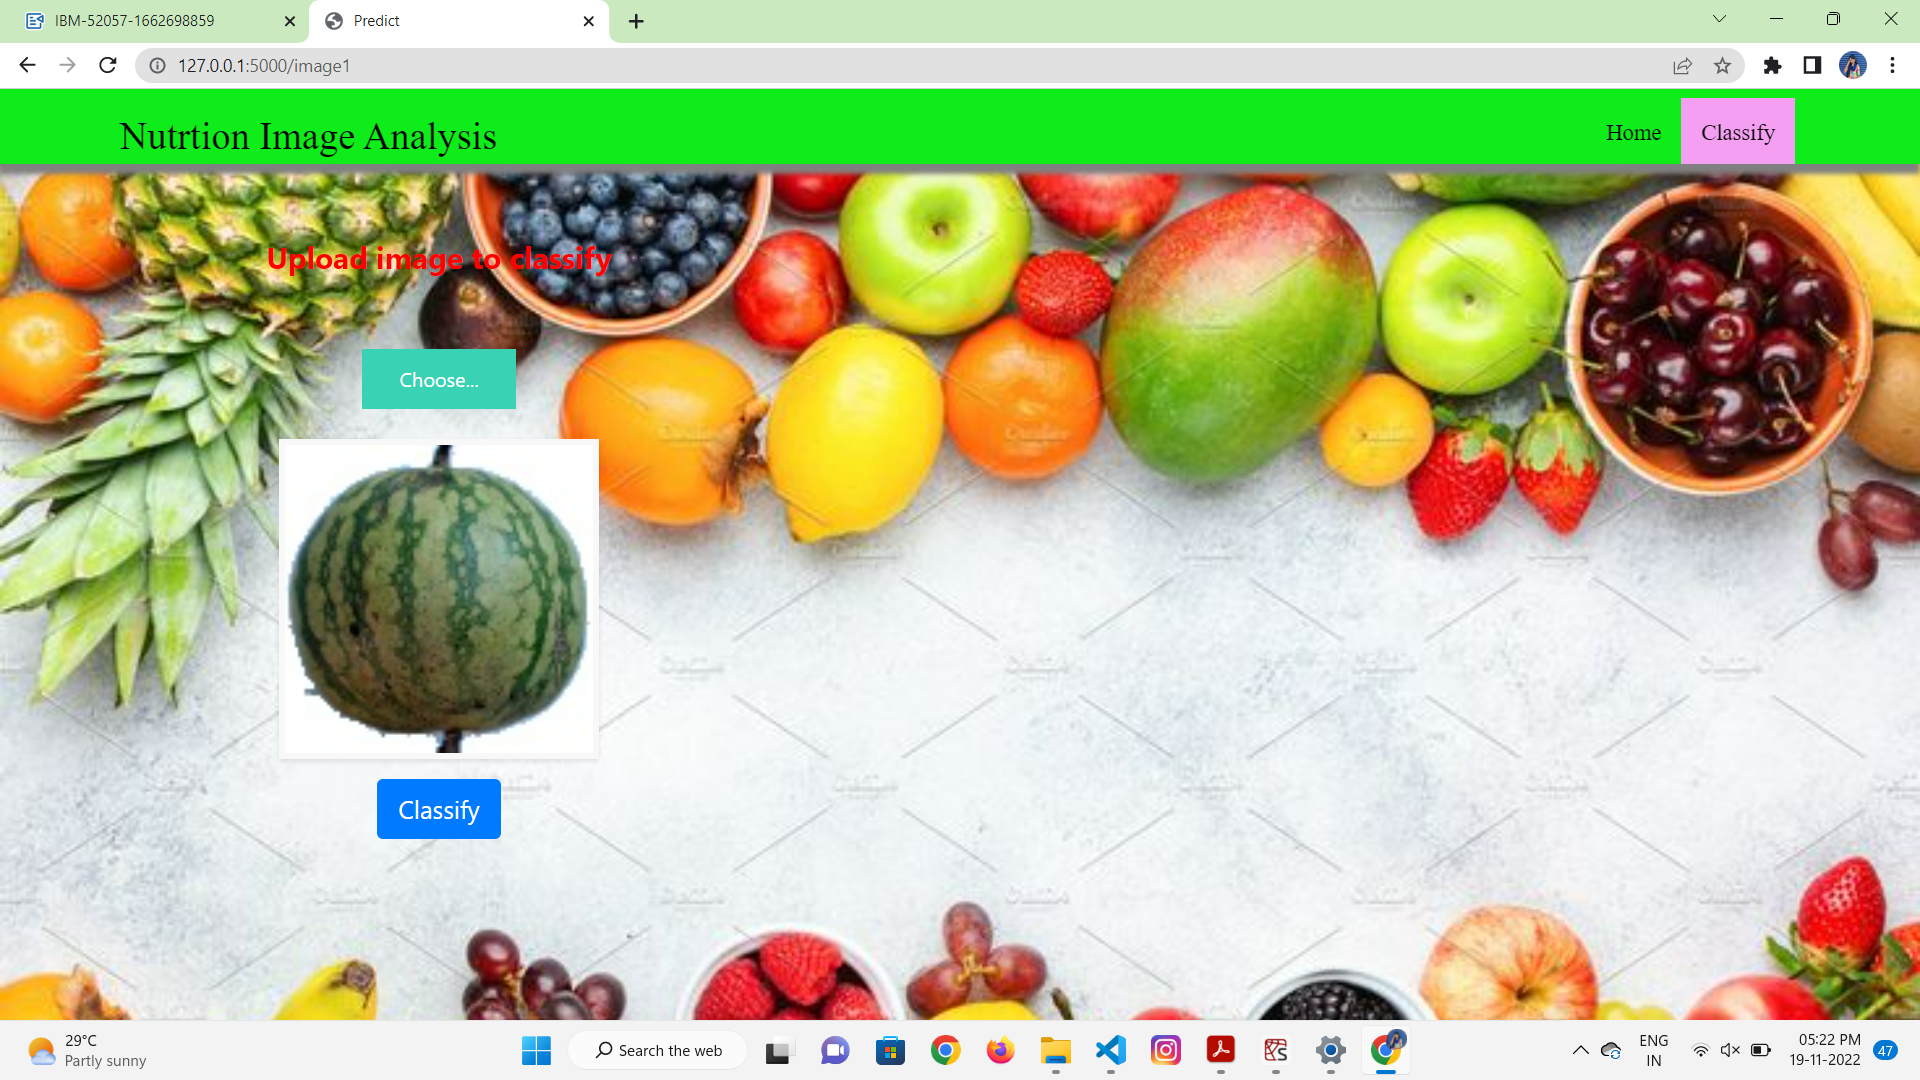 IBM-52057-1662698859
Predict
127.0.0.1:5000/image1
Nutrtion Image Analysis
Home
Classify
Upload image to classify
Choose...
Classify
29°C
Partly sunny
Search the web
ENG
IN
05:22 PM
19-11-2022
47